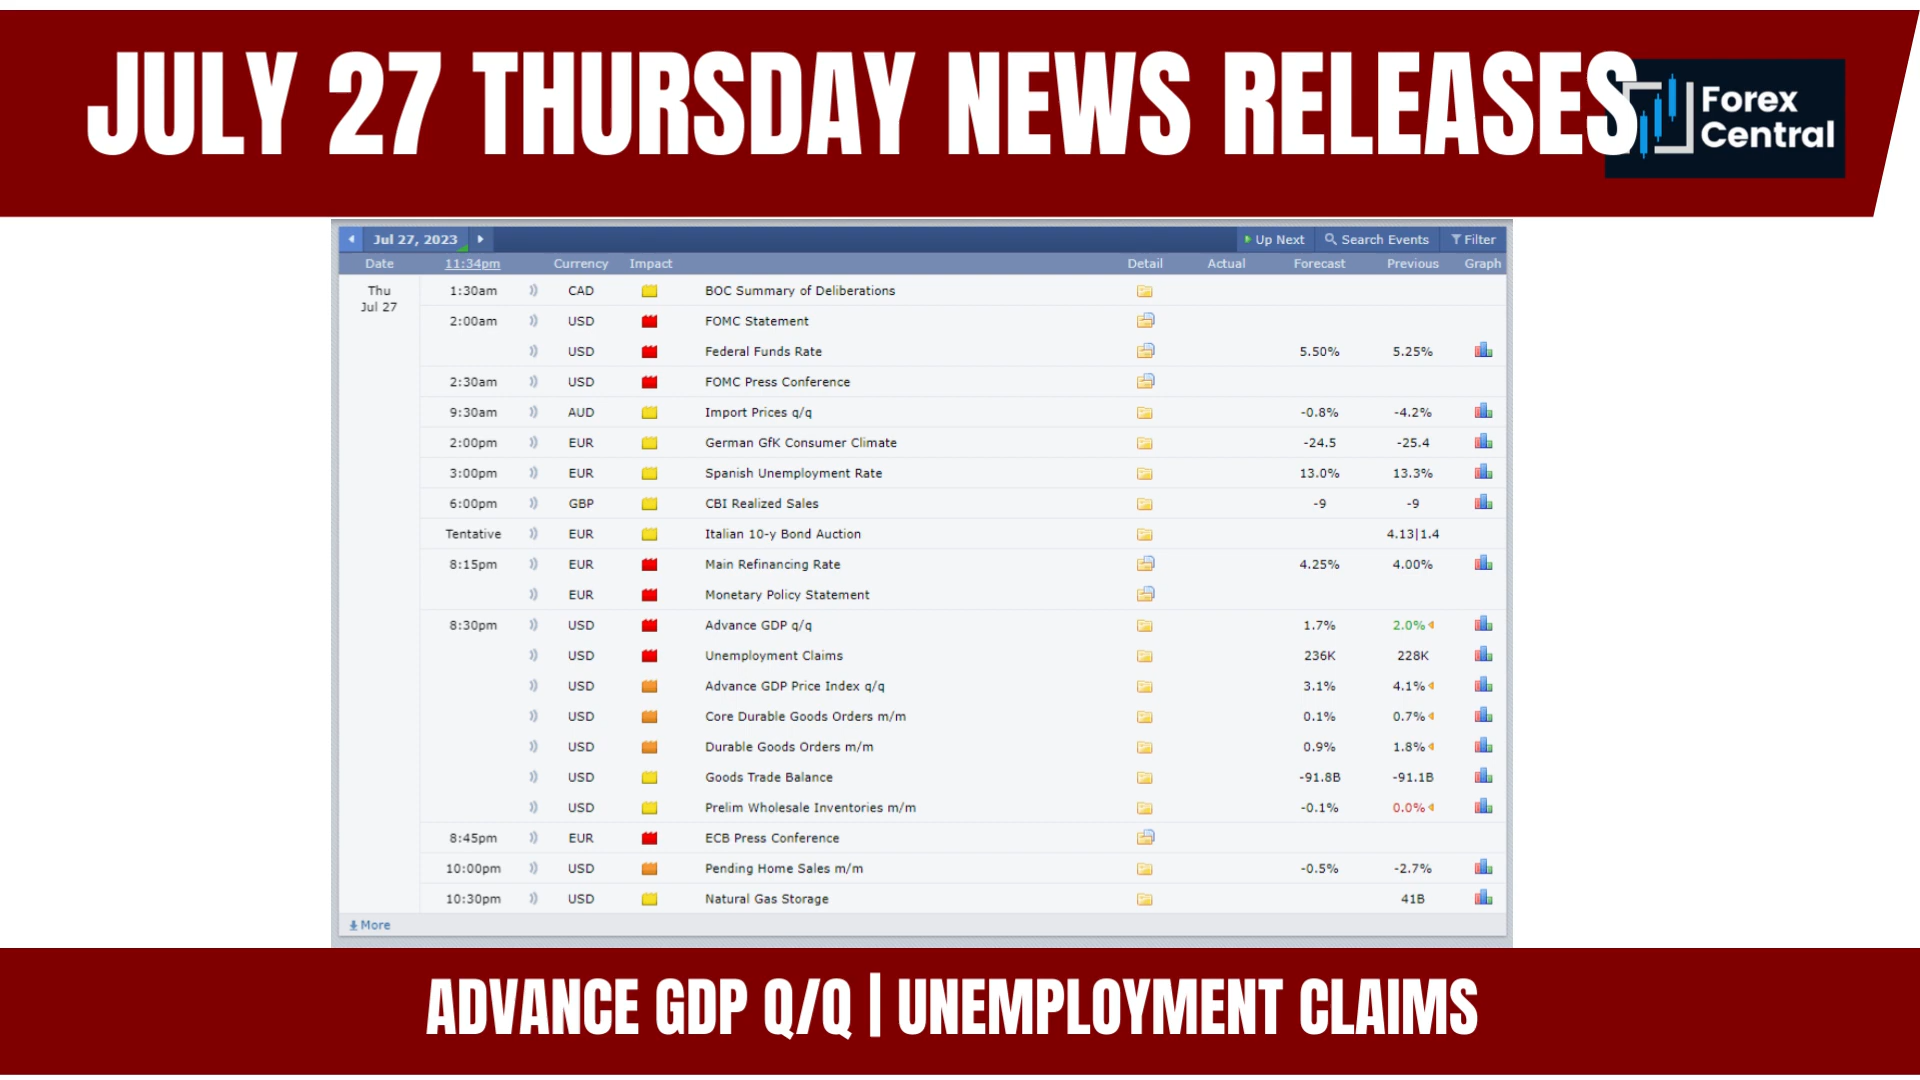 JULY 27 THURSDAY NEWS RELEASES
Forex
Central
Jul 27, 2023 Up Next Search Events Filter
Date 11:34pm Currency Impact Detail Actual Forecast Previous Graph
Thu 1:30am CAD BOC Summary of Deliberations
Jul 27
2:00am USD FOMC Statement
USD Federal Funds Rate 5.50% 5.25%
2:30am USD FOMC Press Conference
9:30am AUD Import Prices q/q -0.8% -4.2%
2:00pm EUR German GfK Consumer Climate -24.5 -25.4
3:00pm EUR Spanish Unemployment Rate 13.0% 13.3%
6:00pm GBP CBI Realized Sales -9 -9
Tentative EUR Italian 10-y Bond Auction 4.13|1.4
8:15pm EUR Main Refinancing Rate 4.25% 4.00%
EUR Monetary Policy Statement
8:30pm USD Advance GDP q/q 1.7% 2.0%
USD Unemployment Claims 236K 228K
USD Advance GDP Price Index q/q 3.1% 4.1%
USD Core Durable Goods Orders m/m 0.1% 0.7%
USD Durable Goods Orders m/m 0.9% 1.8%
USD Goods Trade Balance -91.8B -91.1B
USD Prelim Wholesale Inventories m/m -0.1% 0.0%
8:45pm EUR ECB Press Conference
10:00pm USD Pending Home Sales m/m -0.5% -2.7%
10:30pm USD Natural Gas Storage 41B
More
ADVANCE GDP Q/Q | UNEMPLOYMENT CLAIMS